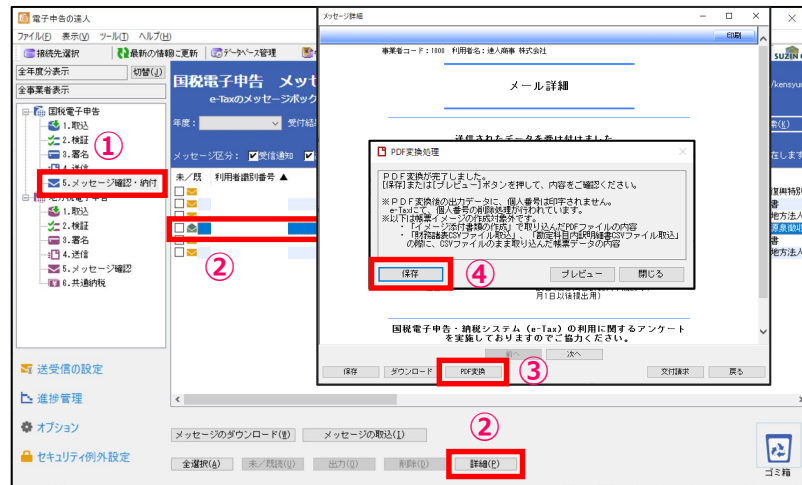 電子申告の達人
ファイル(F) 表示(V) ツール(T) ヘルプ(H)
接続先選択 最新の情報に更新 データベース管理
全年度分表示 切替(J)
全事業者表示
国税電子申告
1.取込
2.検証
3.署名
4.送信
5.メッセージ確認・納付
1.取込
2.検証
3.署名
4.送信
5.メッセージ確認
6.共通納税
送受信の設定
進捗管理
オプション
セキュリティ例外設定
①
国税電子申告 メッセ
e-Taxのメッセージボック
年度: 受付結
メッセージ区分: 受信通知
未/既 利用者識別番号 ▲
②
メッセージのダウンロード(M) メッセージの取込(I)
全選択(A) 未/既読(U) 出力(O) 削除(D) 詳細(P)
②
ゴミ箱
メッセージ詳細
印刷
事業者コード:1000 利用者名:達人商事 株式会社
メール詳細
送信されたデータを受け付けました
PDF変換処理
PDF変換が完了しました。
[保存]または[プレビュー]ボタンを押して、内容をご確認ください。
※PDF変換後の出力データに、個人番号は印字されません。
e-Taxにて、個人番号の削除処理が行われています。
※以下は帳票イメージの作成対象外です。
・「イメージ添付書類の作成」で取り込んだPDFファイルの内容
・「財務諸表CSVファイル取込」、「勘定科目内訳明細書CSVファイル取込」
の際に、CSVファイルのまま取り込んだ帳票データの内容
保存 ④ プレビュー 閉じる
月1日以後提出用)
国税電子申告・納税システム(e-Tax)の利用に関するアンケート
を実施しておりますのでご協力ください。
前へ 次へ
保存 ダウンロード PDF変換 ③ 交付請求 戻る
SUZIN
/kensyu
索(K)
在します
復興特別
書
地方法人
源泉徴収
書
地方法人